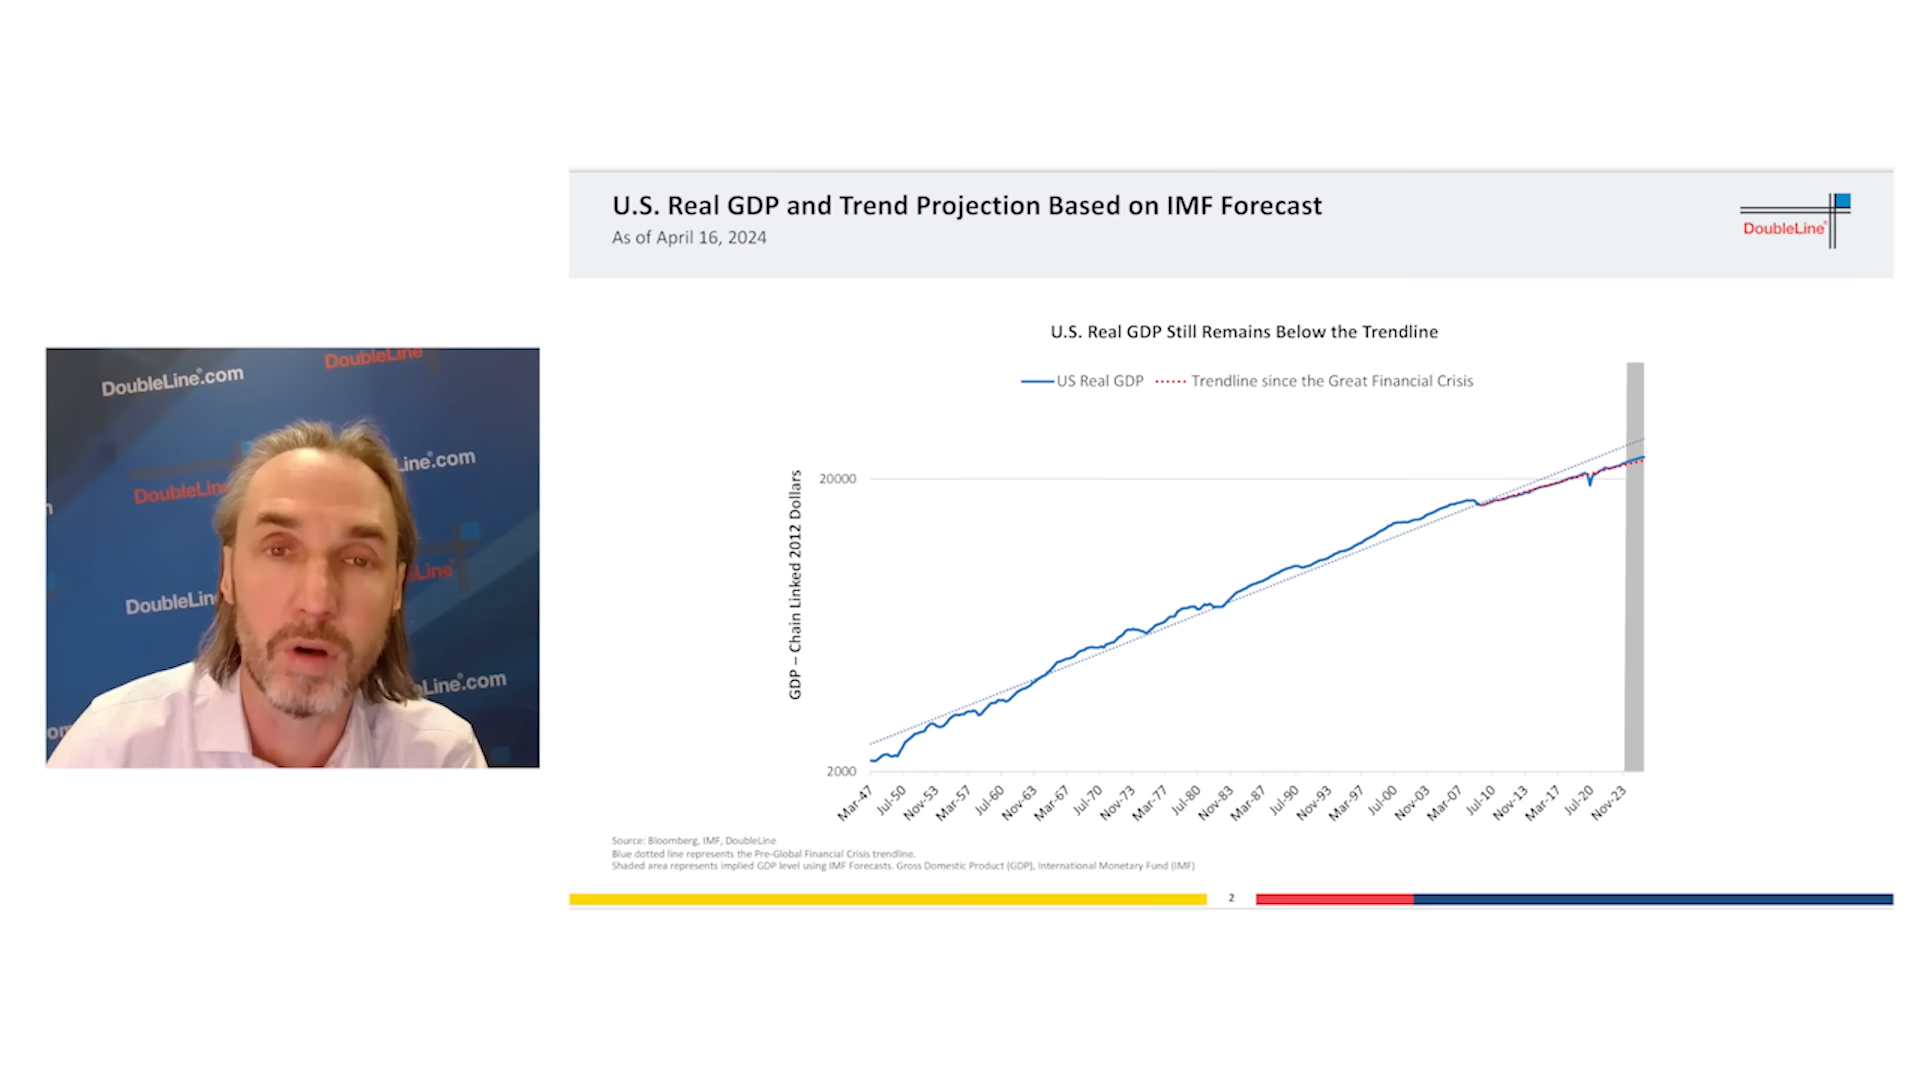 U.S. Real GDP and Trend Projection Based on IMF Forecast
As of April 16, 2024
DoubleLine®
U.S. Real GDP Still Remains Below the Trendline
US Real GDP
Trendline since the Great Financial Crisis
GDP – Chain Linked 2012 Dollars
20000
2000
Mar-47
Jul-50
Nov-53
Mar-57
Jul-60
Nov-63
Mar-67
Jul-70
Nov-73
Mar-77
Jul-80
Nov-83
Mar-87
Jul-90
Nov-93
Mar-97
Jul-00
Nov-03
Mar-07
Jul-10
Nov-13
Mar-17
Jul-20
Nov-23
Source: Bloomberg, IMF, DoubleLine
Blue dotted line represents the Pre-Global Financial Crisis trendline.
Shaded area represents implied GDP level using IMF Forecasts. Gross Domestic Product (GDP), International Monetary Fund (IMF)
2
DoubleLine
DoubleLine®.com
Line®.com
DoubleLine
Line
DoubleLin
Line®.com